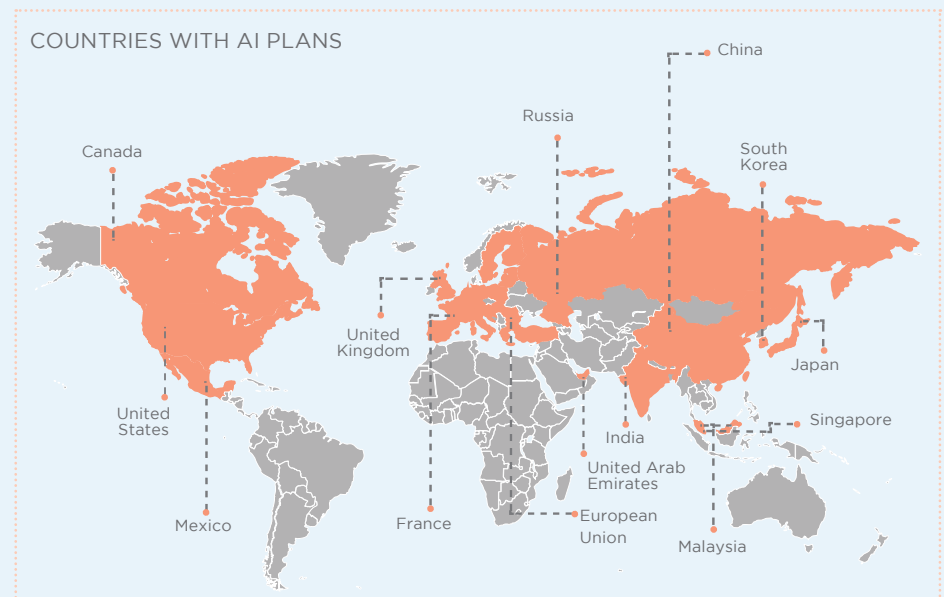 COUNTRIES WITH AI PLANS
China
Russia
Canada
South
Korea
United
Kingdom
Japan
United
States
Singapore
India
United Arab
Emirates
Mexico
France
European
Union
Malaysia